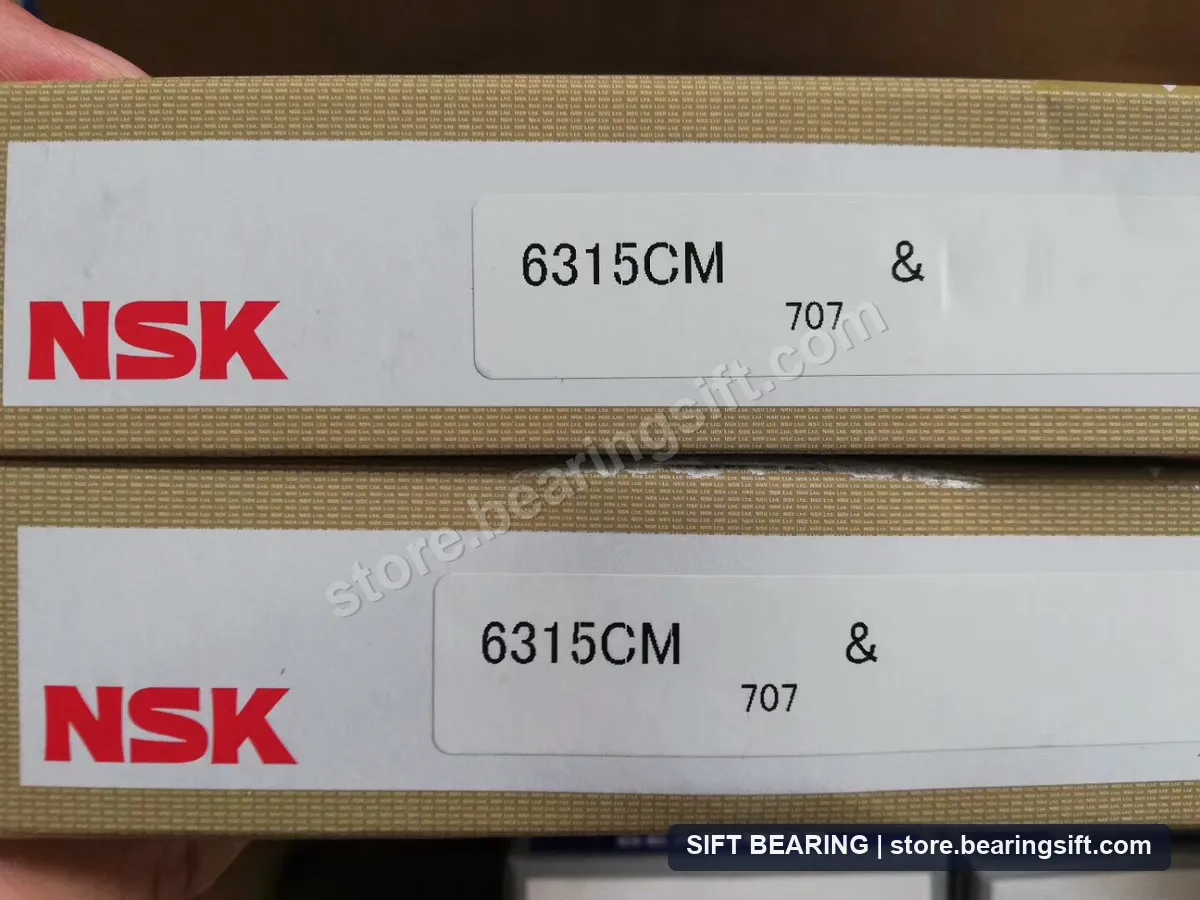 NSK
6315CM &
707
store.bearingsift.com
NSK
6315CM &
707
SIFT BEARING | store.bearingsift.com